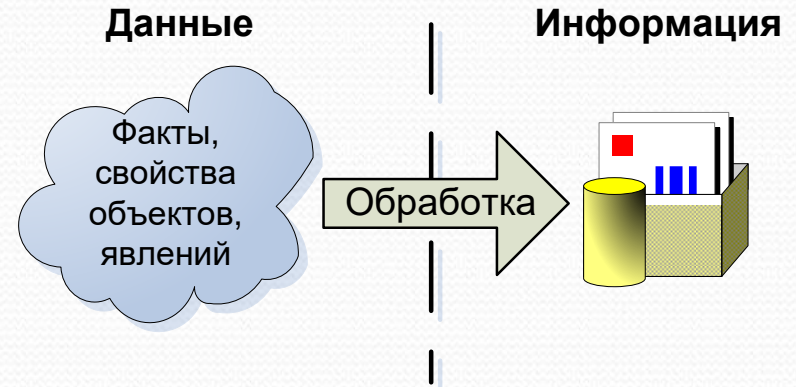 Данные
Информация
Факты,
свойства
объектов,
явлений
Обработка